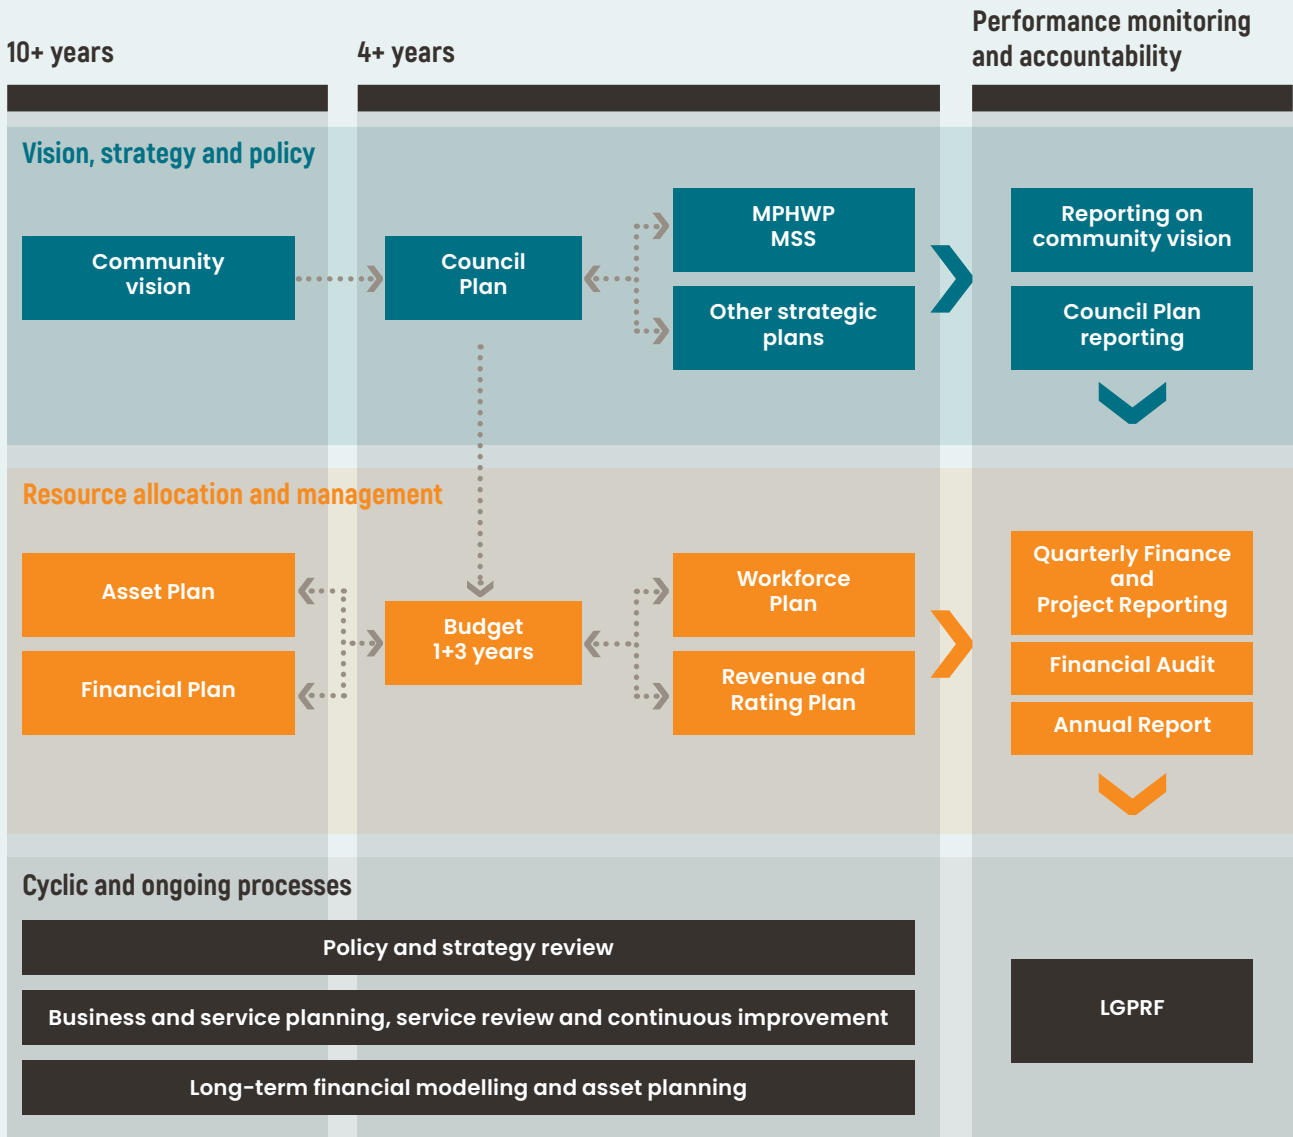 10+ years
4+ years
Performance monitoring
and accountability
Vision, strategy and policy
Community
vision
Council
Plan
MPHWP
MSS
Other strategic
plans
Reporting on
community vision
Council Plan
reporting
Resource allocation and management
Asset Plan
Financial Plan
Budget
1+3 years
Workforce
Plan
Revenue and
Rating Plan
Quarterly Finance
and
Project Reporting
Financial Audit
Annual Report
Cyclic and ongoing processes
Policy and strategy review
Business and service planning, service review and continuous improvement
Long-term financial modelling and asset planning
LGPRF